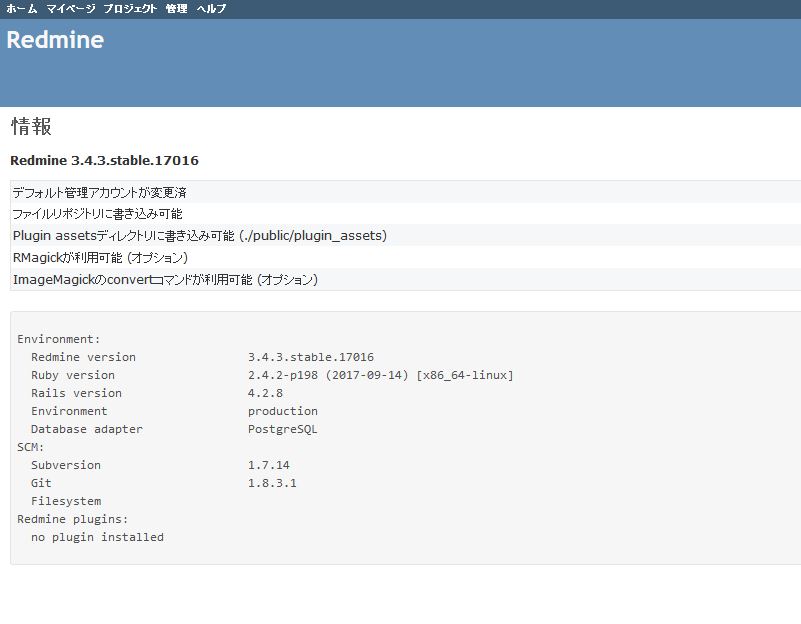 ホーム マイページ プロジェクト 管理 ヘルプ
Redmine
情報
Redmine 3.4.3.stable.17016
デフォルト管理アカウントが変更済
ファイルリポジトリに書き込み可能
Plugin assetsディレクトリに書き込み可能 (./public/plugin_assets)
RMagickが利用可能 (オプション)
ImageMagickのconvertコマンドが利用可能 (オプション)
Environment:
Redmine version 3.4.3.stable.17016
Ruby version 2.4.2-p198 (2017-09-14) [x86_64-linux]
Rails version 4.2.8
Environment production
Database adapter PostgreSQL
SCM:
Subversion 1.7.14
Git 1.8.3.1
Filesystem
Redmine plugins:
no plugin installed